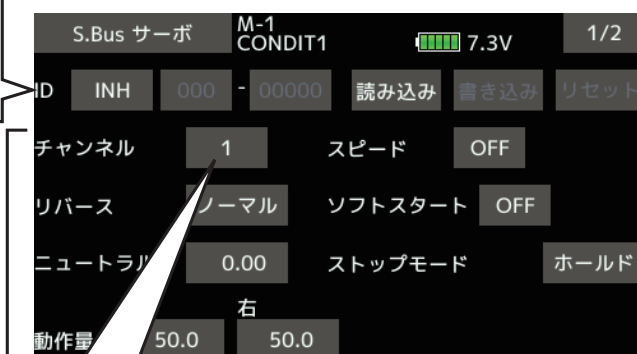 S.Bus サーボ M-1 CONDIT1 7.3V 1/2
ID INH 000 - 00000 読み込み 書き込み リセット
チャンネル 1 スピード OFF
リバース ノーマル ソフトスタート OFF
ニュートラル 0.00 ストップモード ホールド
右
動作量 50.0 50.0